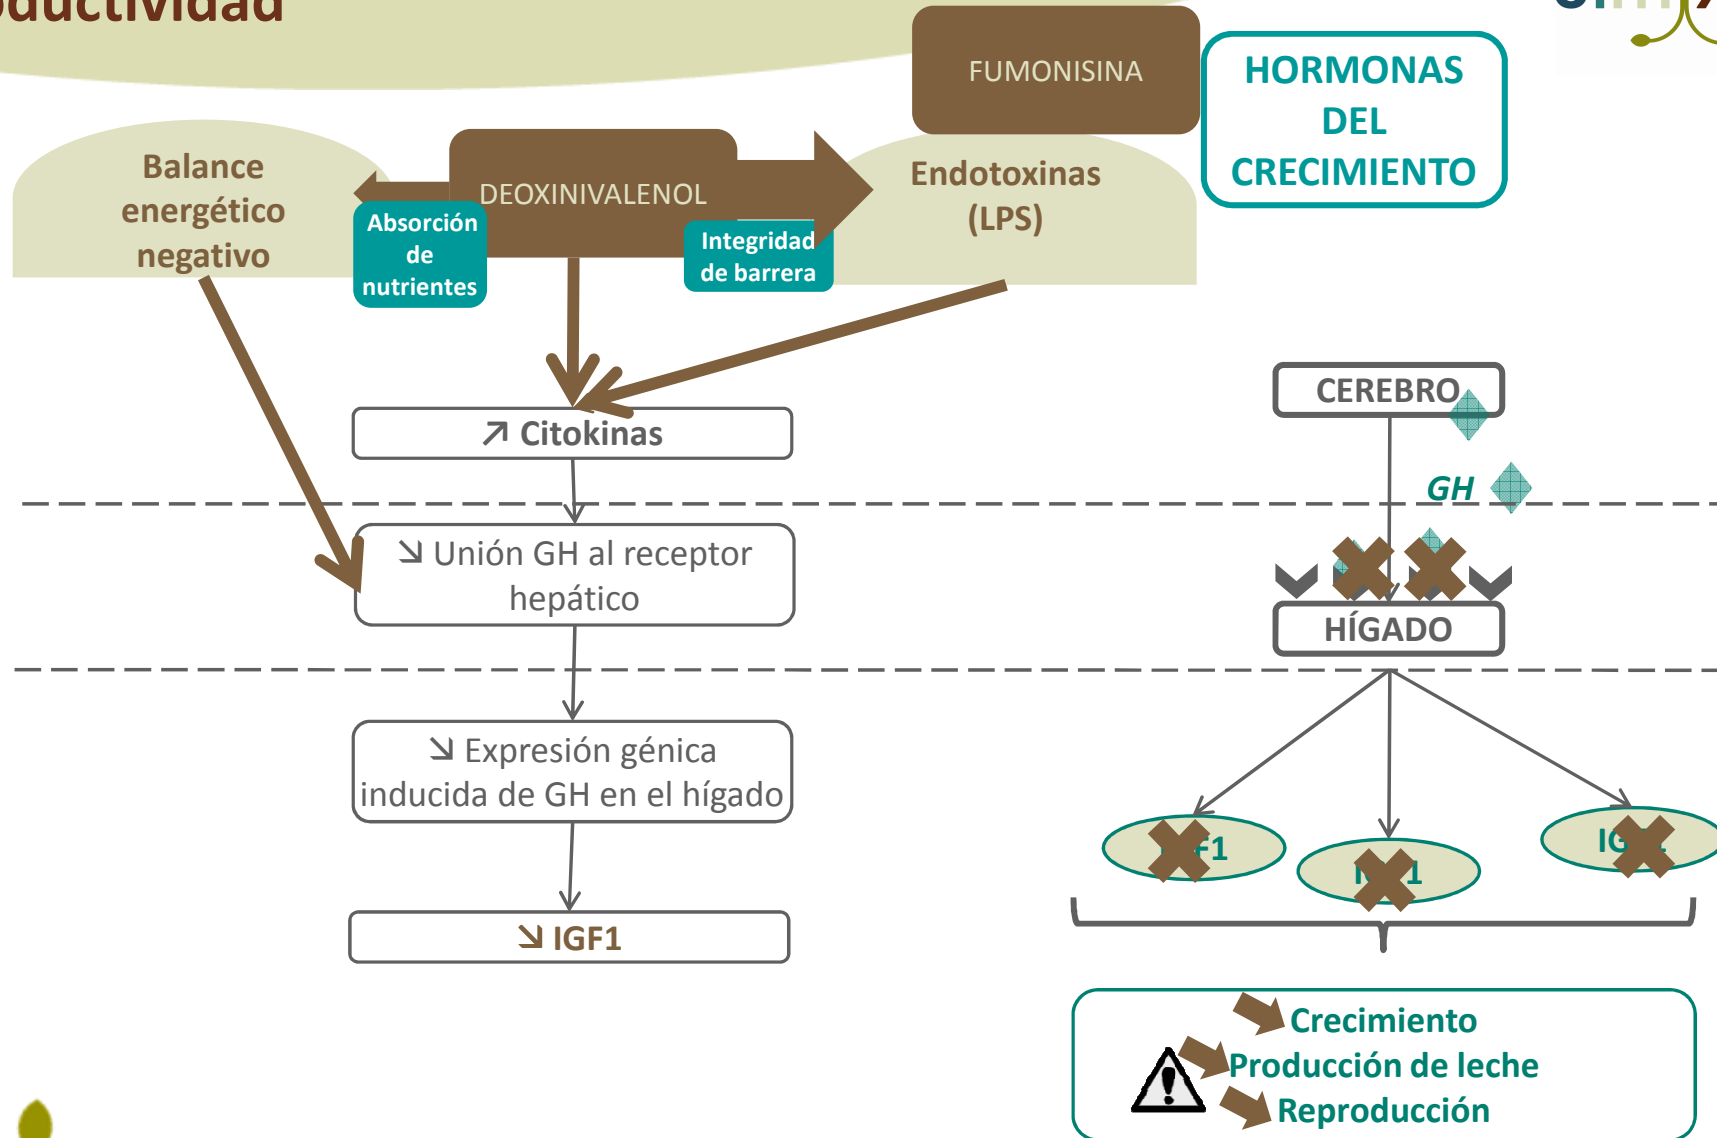 FUMONISINA
HORMONAS
DEL
CRECIMIENTO
Balance
energético
negativo
DEOXINIVALENOL
Endotoxinas
(LPS)
Absorción
de
nutrientes
Integridad
de barrera
CEREBRO
↗ Citokinas
GH
↘ Unión GH al receptor
hepático
HÍGADO
↘ Expresión génica
inducida de GH en el hígado
↘ IGF1
Crecimiento
Producción de leche
Reproducción